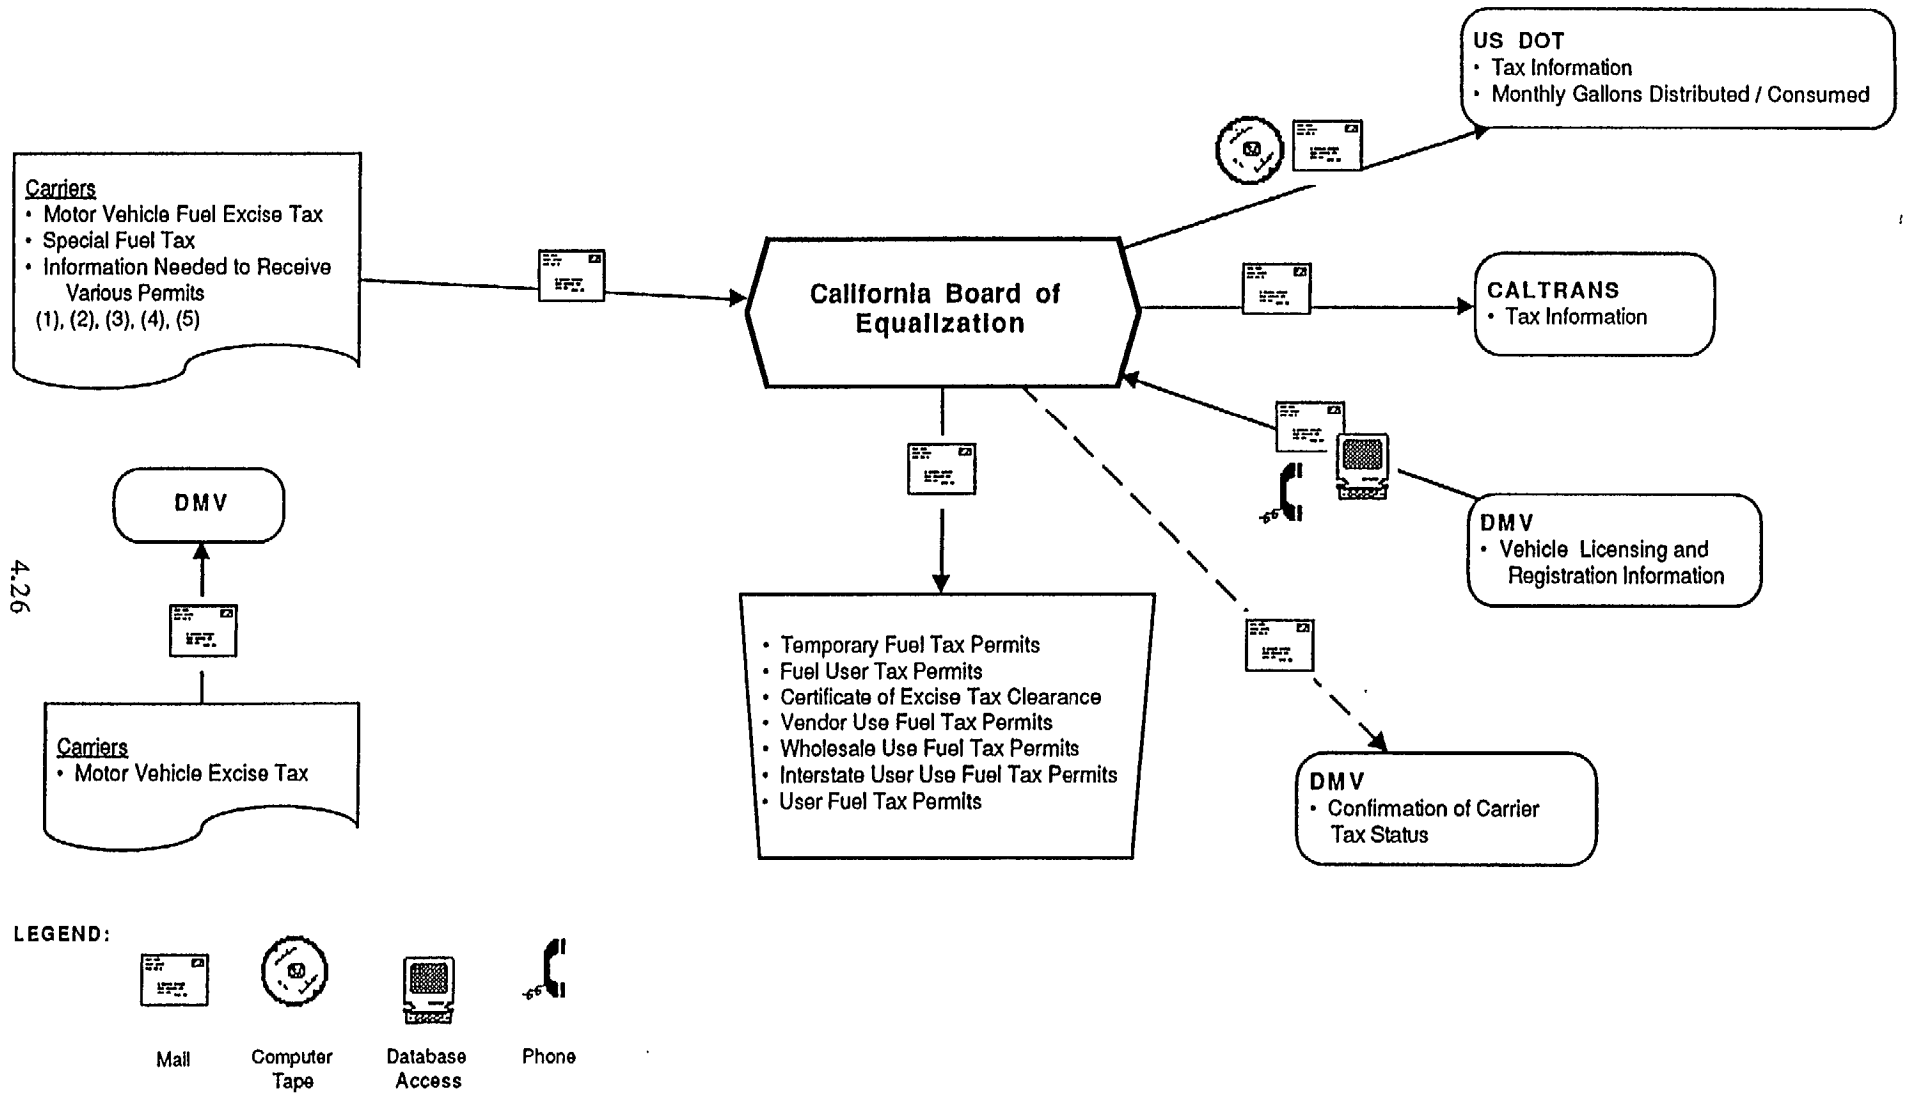 US DOT
• Tax Information
• Monthly Gallons Distributed / Consumed
Carriers
• Motor Vehicle Fuel Excise Tax
• Special Fuel Tax
• Information Needed to Receive
Various Permits
(1), (2), (3), (4), (5)
California Board of
Equalization
CALTRANS
• Tax Information
DMV
• Vehicle Licensing and
Registration Information
DMV
4.26
Carriers
• Motor Vehicle Excise Tax
• Temporary Fuel Tax Permits
• Fuel User Tax Permits
• Certificate of Excise Tax Clearance
• Vendor Use Fuel Tax Permits
• Wholesale Use Fuel Tax Permits
• Interstate User Use Fuel Tax Permits
• User Fuel Tax Permits
DMV
• Confirmation of Carrier
Tax Status
LEGEND:
Mail
Computer
Tape
Database
Access
Phone